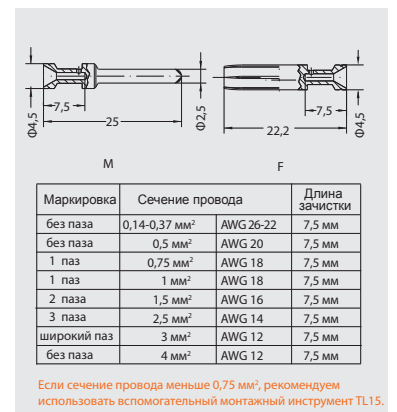 Φ4,5
7,5
25
Φ2,5
7,5
22,2
Φ4,5
M
F
Маркировка Сечение провода Длина зачистки
без паза 0,14-0,37 мм² AWG 26-22 7,5 мм
без паза 0,5 мм² AWG 20 7,5 мм
1 паз 0,75 мм² AWG 18 7,5 мм
1 паз 1 мм² AWG 18 7,5 мм
2 паза 1,5 мм² AWG 16 7,5 мм
3 паза 2,5 мм² AWG 14 7,5 мм
широкий паз 3 мм² AWG 12 7,5 мм
без паза 4 мм² AWG 12 7,5 мм
Если сечение провода меньше 0,75 мм², рекомендуем
использовать вспомогательный монтажный инструмент TL15.